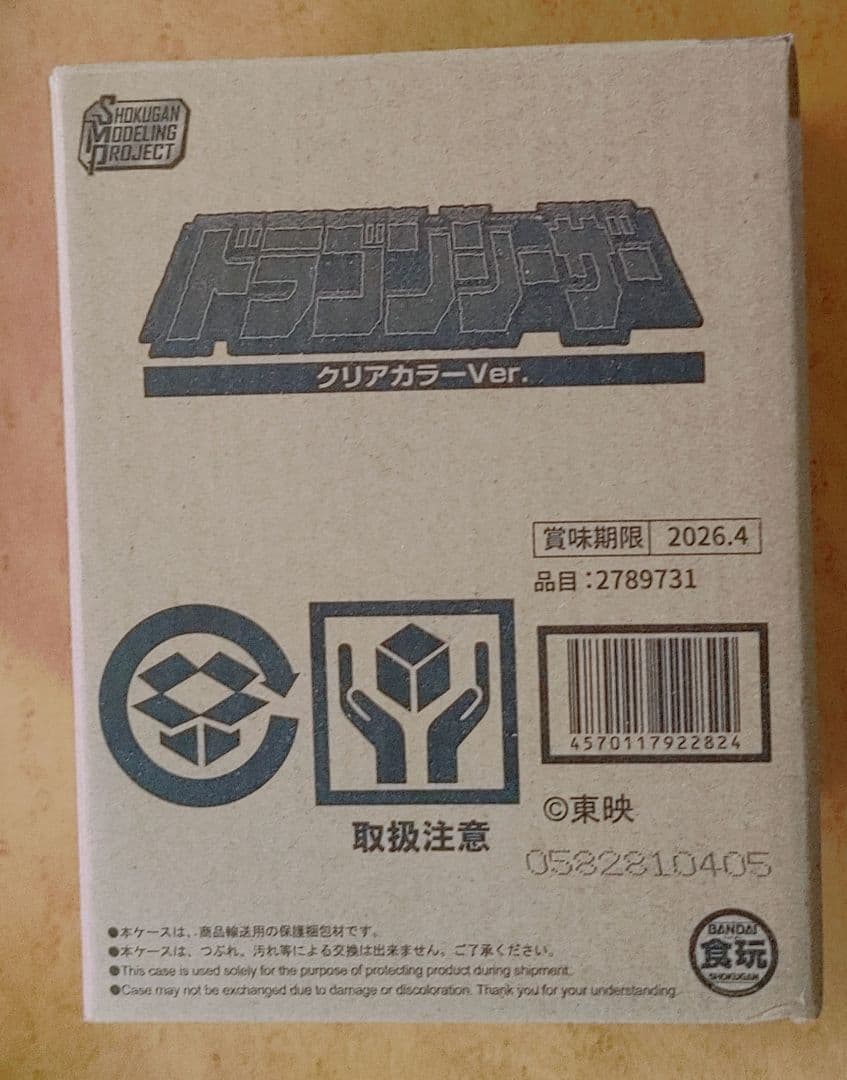 SHOKUGAN
MODELING
PROJECT
ドラゴンシーザー
クリアカラーVer.
賞味期限 2026.4
品目：2789731
4570117922824
©東映
取扱注意
0582810405
●本ケースは、商品輸送用の保護梱包材です。
●本ケースは、つぶれ、汚れ等による交換は出来ません。ご了承ください。
●This case is used solely for the purpose of protecting product during shipment.
●Case may not be exchanged due to damage or discoloration. Thank you for your understanding.
BANDAI
食玩
SHOKUGAN